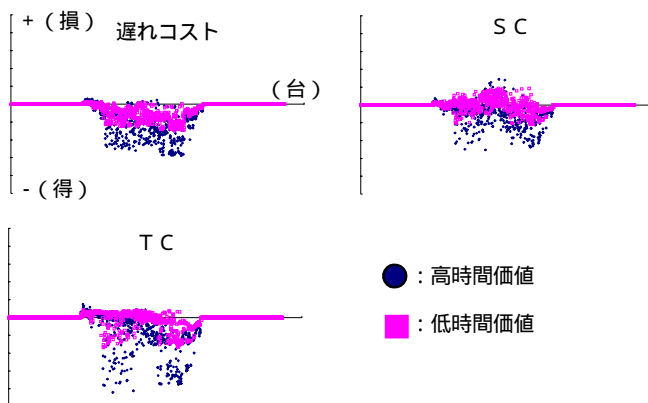 +（損）
遅れコスト
（台）
-（得）
ＳＣ
ＴＣ
：高時間価値
：低時間価値